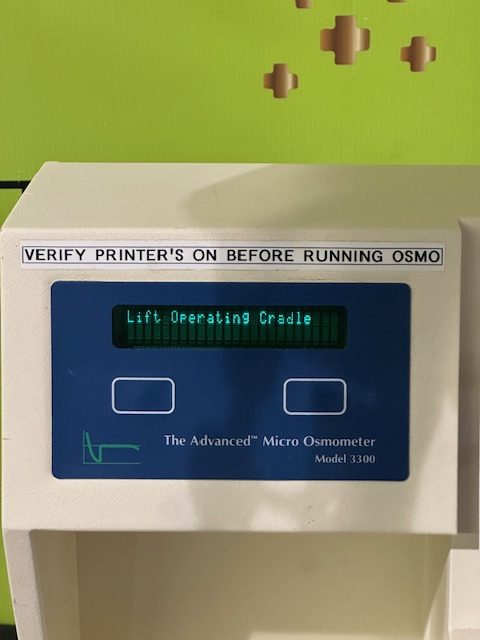 VERIFY PRINTER'S ON BEFORE RUNNING OSMO
Lift Operating Cradle
The Advanced™ Micro Osmometer
Model 3300